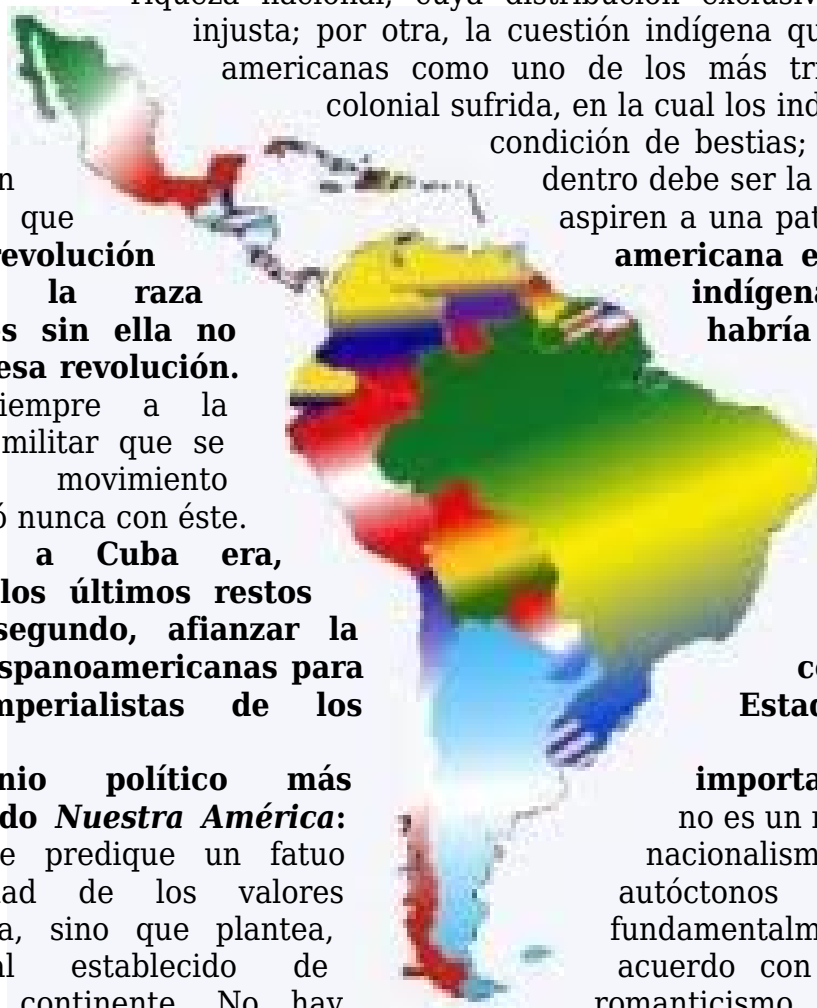 riqueza nacional, cuya distribución exclusiv
injusta; por otra, la cuestión indígena qu
americanas como uno de los más tri
colonial sufrida, en la cual los ind
condición de bestias;
n dentro debe ser la
que aspiren a una pat
revolución americana e
la raza indígena
s sin ella no habría
esa revolución.
iempre a la
militar que se
movimiento
ó nunca con éste.
a Cuba era,
los últimos restos
segundo, afianzar la
spanoamericanas para c
mperialistas de los Estad
nio político más importa
do Nuestra América: no es un
e predique un fatuo nacionalism
ad de los valores autóctonos
a, sino que plantea, fundamentalm
al establecido de acuerdo con
continente. No hay romanticismo